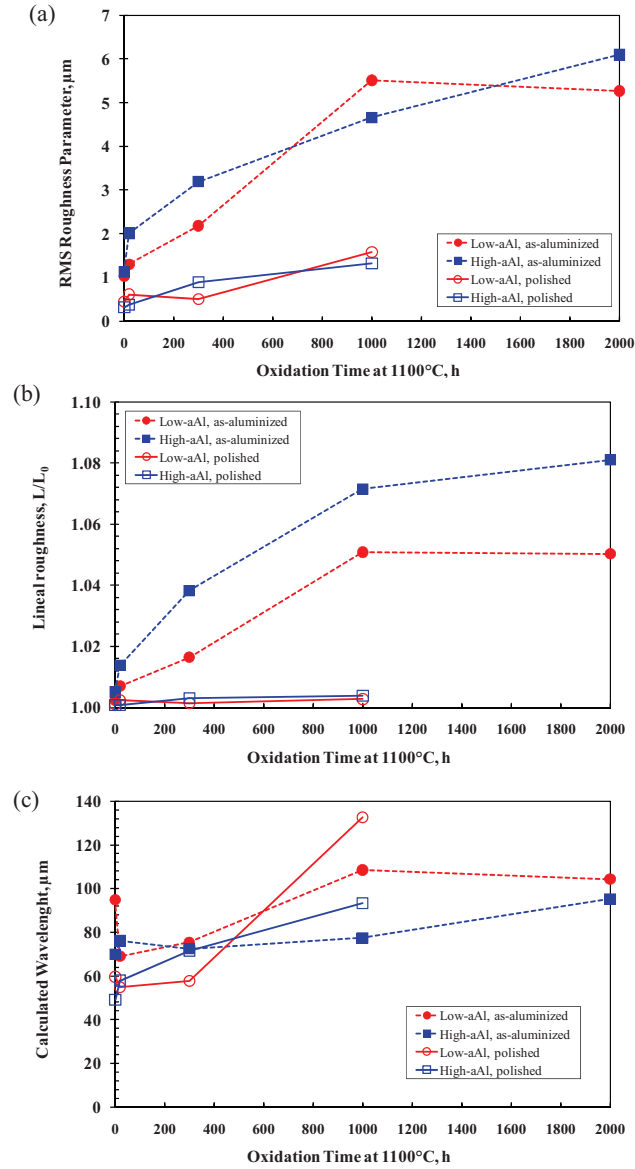 (a)
7
6
5
4
3
2
1
0
RMS Roughness Parameter, μm
Low-aAl, as-aluminized
High-aAl, as-aluminized
Low-aAl, polished
High-aAl, polished
0 200 400 600 800 1000 1200 1400 1600 1800 2000
Oxidation Time at 1100°C, h
(b)
1.10
1.08
1.06
1.04
1.02
1.00
Lineal roughness, L/L₀
Low-aAl, as-aluminized
High-aAl, as-aluminized
Low-aAl, polished
High-aAl, polished
0 200 400 600 800 1000 1200 1400 1600 1800 2000
Oxidation Time at 1100°C, h
(c)
140
120
100
80
60
40
20
0
Calculated Wavelenght, μm
Low-aAl, as-aluminized
High-aAl, as-aluminized
Low-aAl, polished
High-aAl, polished
0 200 400 600 800 1000 1200 1400 1600 1800 2000
Oxidation Time at 1100°C, h